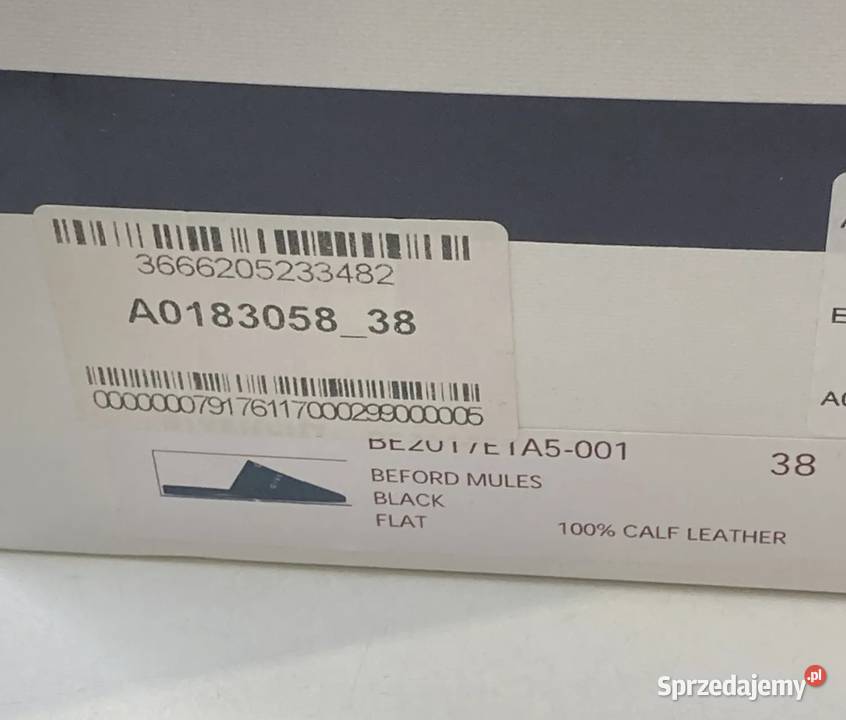 3666205233482
A0183058_38
0000000791761170002990000005
BE2017E1A5-001
38
BEFORD MULES
BLACK
FLAT
100% CALF LEATHER
Sprzedajemy.pl